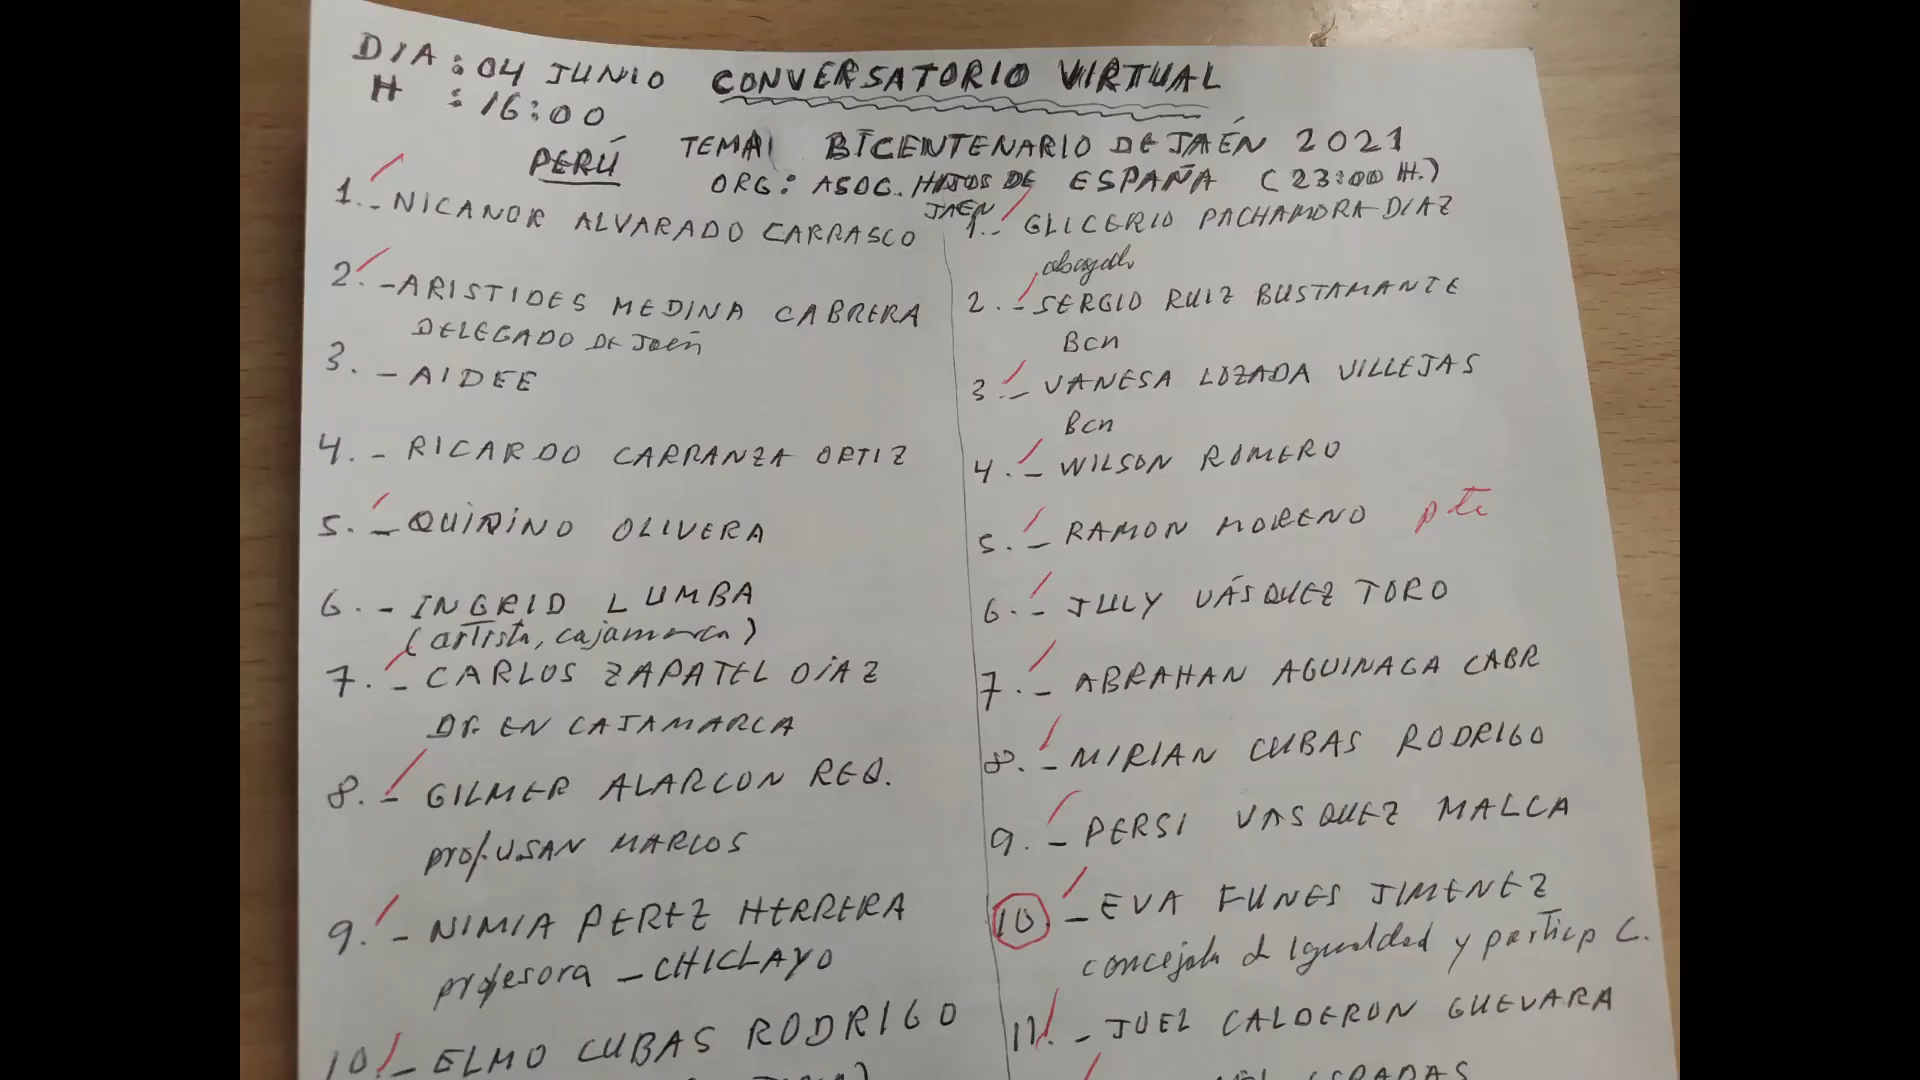 DIA : 04 JUNIO CONVERSATORIO VIRTUAL
H : 16:00
TEMA BICENTENARIO DE JAÉN 2021
PERÚ
ORG: ASOC. HIJOS DE JAEN
ESPAÑA (23:00 H.)
1.- NICANOR ALVARADO CARRASCO
2.- ARISTIDES MEDINA CABRERA
DELEGADO DE Jaén
3.- AIDEE
4.- RICARDO CARRANZA ORTIZ
5.- QUIRINO OLIVERA
6.- INGRID LUMBA
(artista, cajamarca)
7.- CARLOS ZAPATEL DÍAZ
DR. EN CAJAMARCA
8.- GILMER ALARCON REQ.
prof. U.SAN MARCOS
9.- NIMIA PEREZ HERRERA
profesora - CHICLAYO
10.- ELMO CUBAS RODRIGO
1.- GLICERIO PACHAMORA DIAZ
abogado
2.- SERGIO RUIZ BUSTAMANTE
Bcn
3.- VANESA LOZADA VILLEJAS
Bcn
4.- WILSON ROMERO
5.- RAMON MORENO pte
6.- JULY VÁSQUEZ TORO
7.- ABRAHAN AGUINAGA CABR
8.- MIRIAN CUBAS RODRIGO
9.- PERSI VASQUEZ MALCA
10.- EVA FUNES JIMENEZ
concejala d Igualdad y particp C.
11.- JOEL CALDERON GUEVARA